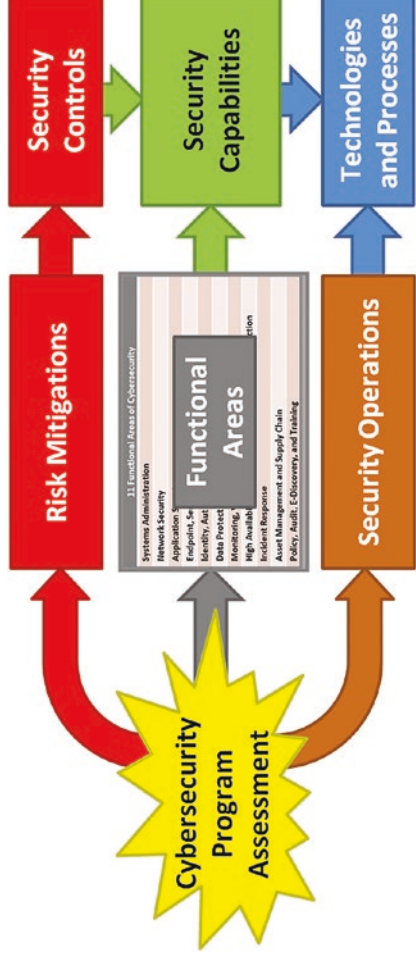 Cybersecurity
Program
Assessment
Risk Mitigations
Security
Controls
11 Functional Areas of Cybersecurity
Systems Administration
Network Security
Application S
Endpoint, Se
Identity, Aut
Data Protect
Monitoring,
High Availab ction
Incident Response
Asset Management and Supply Chain
Policy, Audit, E-Discovery, and Training
Functional
Areas
Security
Capabilities
Security Operations
Technologies
and Processes